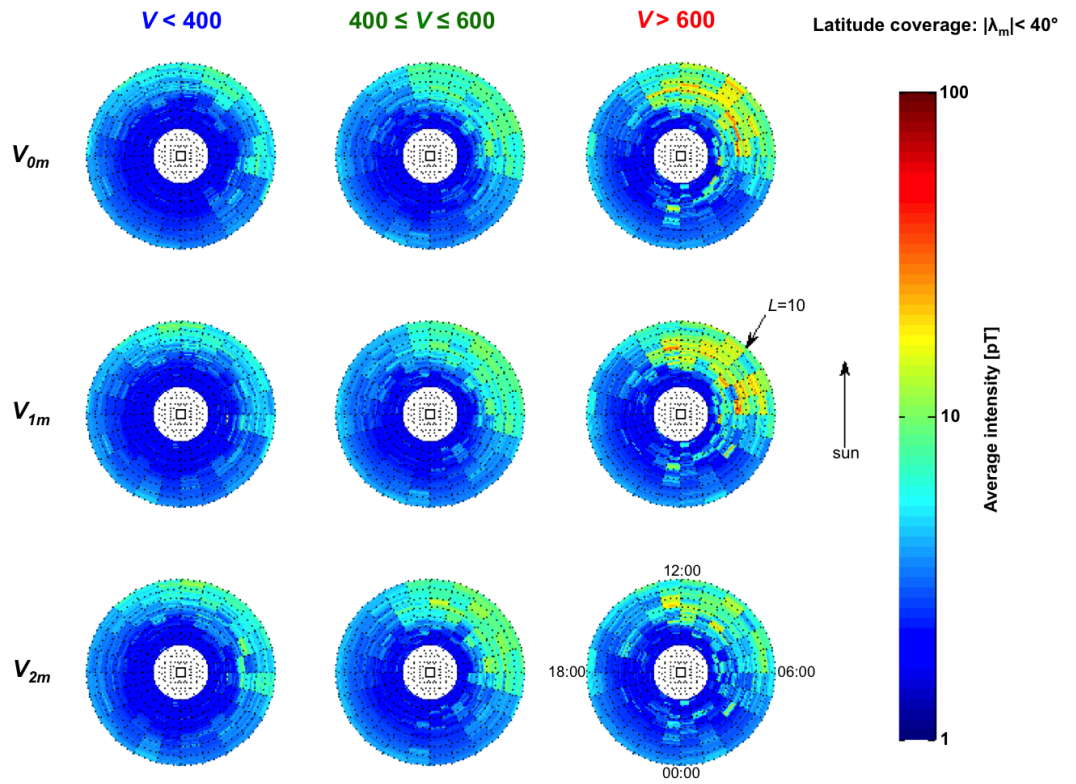 V < 400
400 ≤ V ≤ 600
V > 600
Latitude coverage: |λm|< 40°
V0m
V1m
V2m
L=10
sun
12:00
18:00
06:00
00:00
100
10
1
Average intensity [pT]